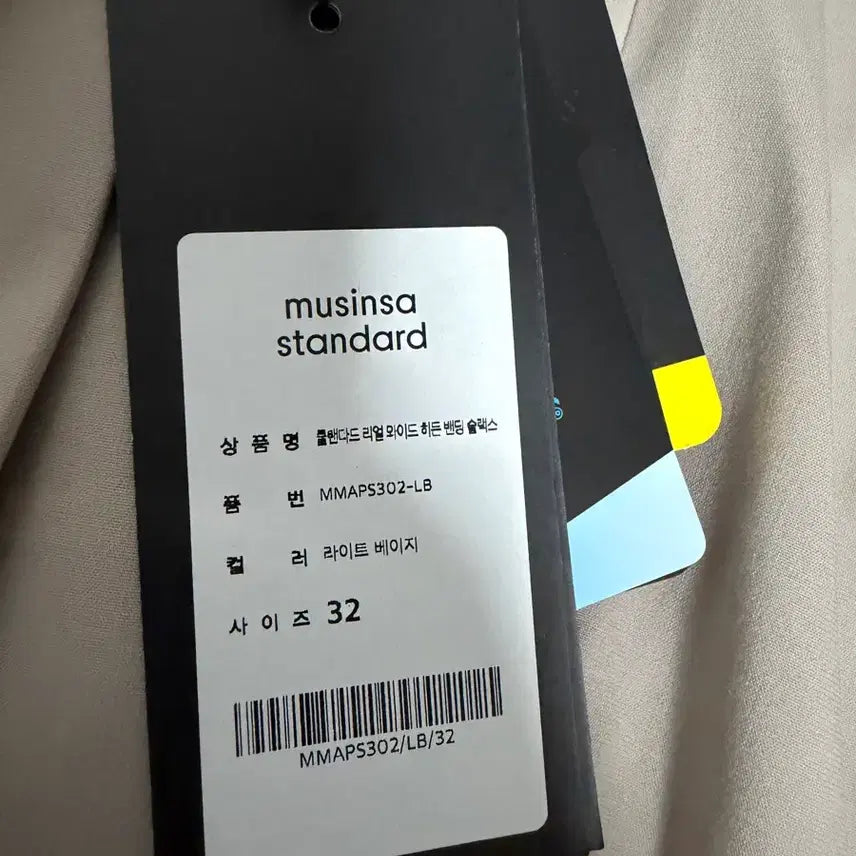 musinsa
standard
상품명 쿨탠다드 리얼 와이드 히든 밴딩 슬랙스
품번 MMAPS302-LB
컬러 라이트 베이지
사이즈 32
MMAPS302/LB/32